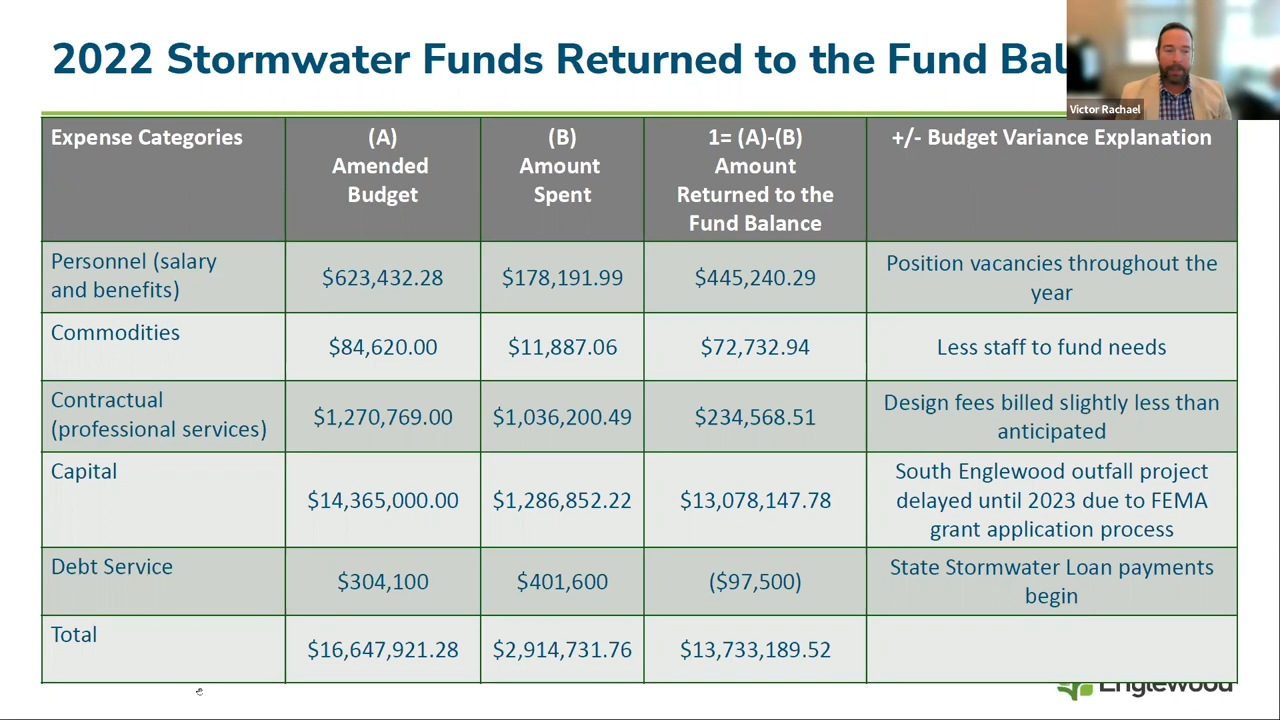 2022 Stormwater Funds Returned to the Fund Bal
Victor Rachael
Expense Categories
(A)
Amended
Budget
(B)
Amount
Spent
1= (A)-(B)
Amount
Returned to the
Fund Balance
+/- Budget Variance Explanation
Personnel (salary
and benefits)
$623,432.28
$178,191.99
$445,240.29
Position vacancies throughout the
year
Commodities
$84,620.00
$11,887.06
$72,732.94
Less staff to fund needs
Contractual
(professional services)
$1,270,769.00
$1,036,200.49
$234,568.51
Design fees billed slightly less than
anticipated
Capital
$14,365,000.00
$1,286,852.22
$13,078,147.78
South Englewood outfall project
delayed until 2023 due to FEMA
grant application process
Debt Service
$304,100
$401,600
($97,500)
State Stormwater Loan payments
begin
Total
$16,647,921.28
$2,914,731.76
$13,733,189.52
Englewood